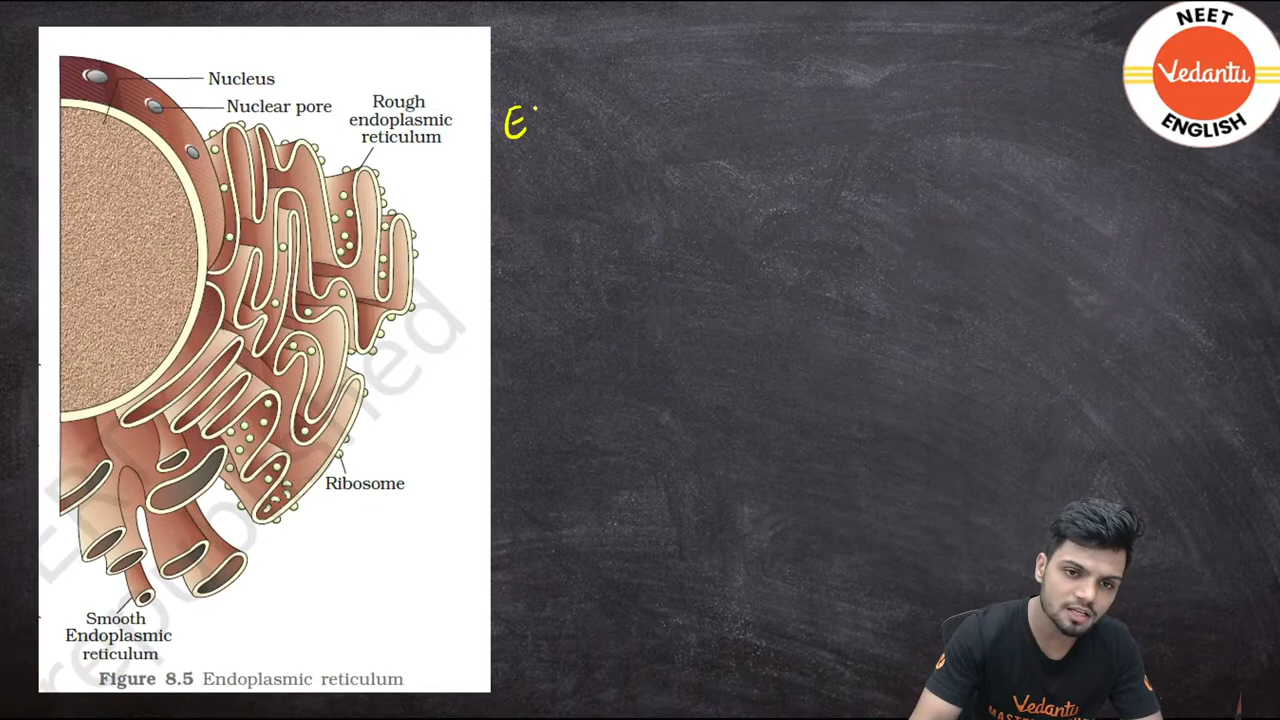 Nucleus
Nuclear pore
Rough
endoplasmic
reticulum
E
Ribosome
Smooth
Endoplasmic
reticulum
Figure 8.5 Endoplasmic reticulum
NEET
Vedantu
ENGLISH
Vedantu